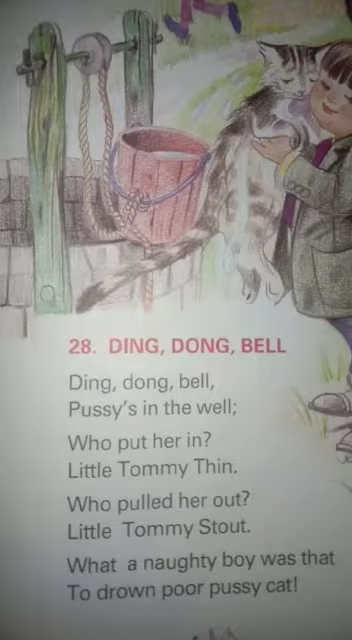 28. DING, DONG, BELL
Ding, dong, bell,
Pussy's in the well;
Who put her in?
Little Tommy Thin.
Who pulled her out?
Little Tommy Stout.
What a naughty boy was that
To drown poor pussy cat!